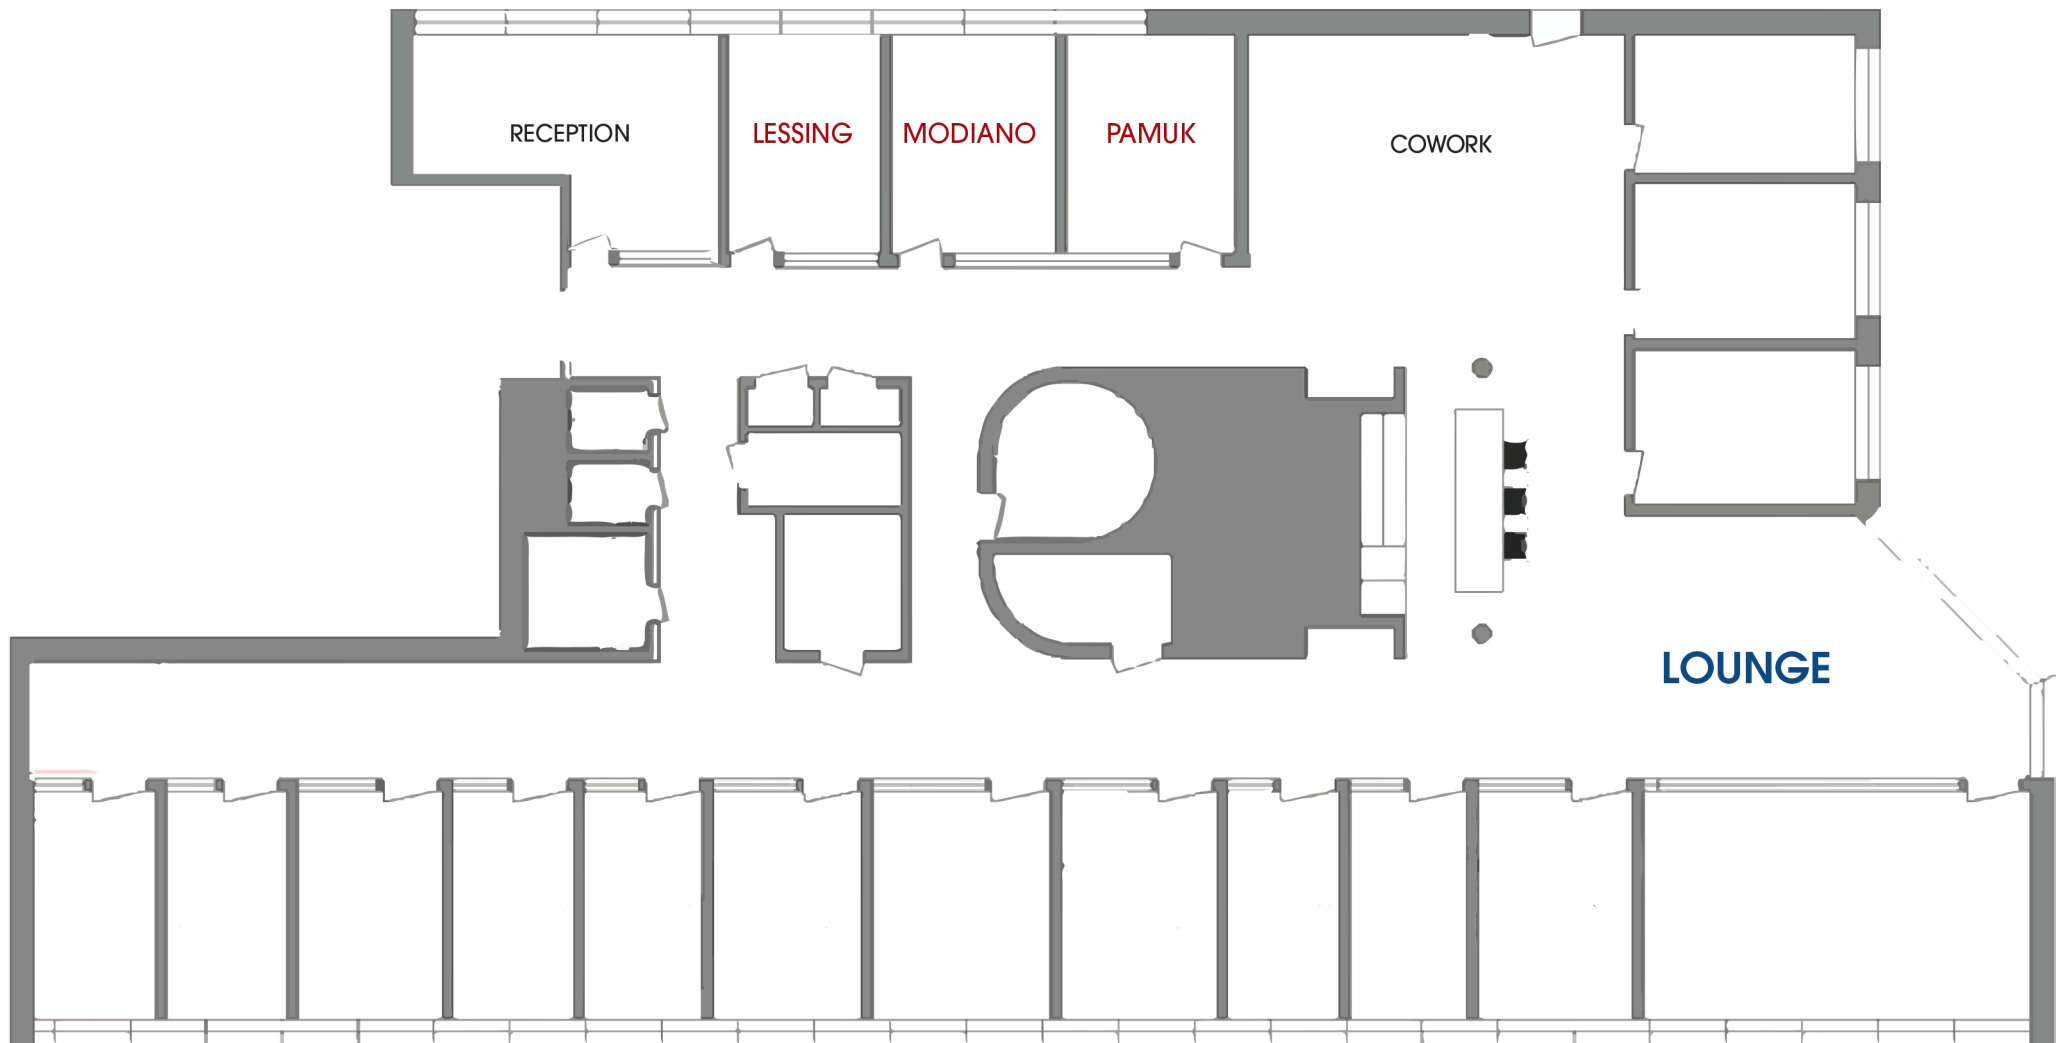 RECEPTION
LESSING
MODIANO
PAMUK
COWORK
LOUNGE